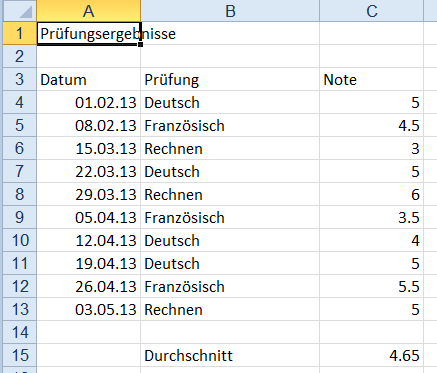 A B C
1 Prüfungsergebnisse
2
3 Datum Prüfung Note
4 01.02.13 Deutsch 5
5 08.02.13 Französisch 4.5
6 15.03.13 Rechnen 3
7 22.03.13 Deutsch 5
8 29.03.13 Rechnen 6
9 05.04.13 Französisch 3.5
10 12.04.13 Deutsch 4
11 19.04.13 Deutsch 5
12 26.04.13 Französisch 5.5
13 03.05.13 Rechnen 5
14
15 Durchschnitt 4.65